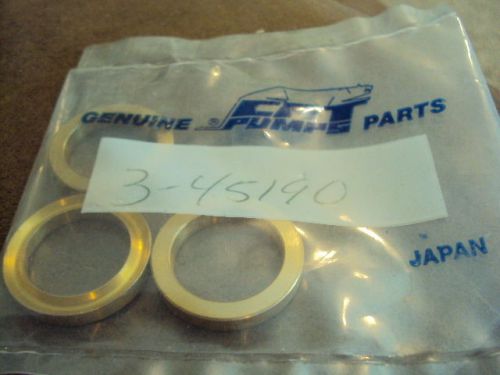 GENUINE CAT PUMPS PARTS
3-45190
JAPAN